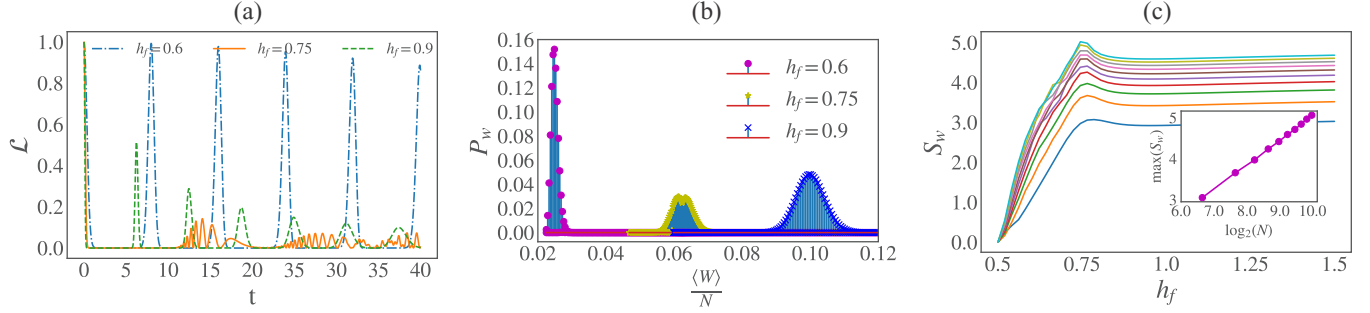 (a)
(b)
(c)
h_f = 0.6
h_f = 0.75
h_f = 0.9
1.0
0.8
0.6
0.4
0.2
0.0
ℒ
0
5
10
15
20
25
30
35
40
t
0.16
0.14
0.12
0.10
0.08
0.06
0.04
0.02
0.00
P_w
h_f = 0.6
h_f = 0.75
h_f = 0.9
0.02
0.04
0.06
0.08
0.10
0.12
⟨W⟩
N
5.0
4.0
3.0
2.0
1.0
0.0
S_w
0.5
0.75
1.0
1.25
1.5
h_f
5
4
3
max(S_w)
6.0
7.0
8.0
9.0
10.0
log₂(N)